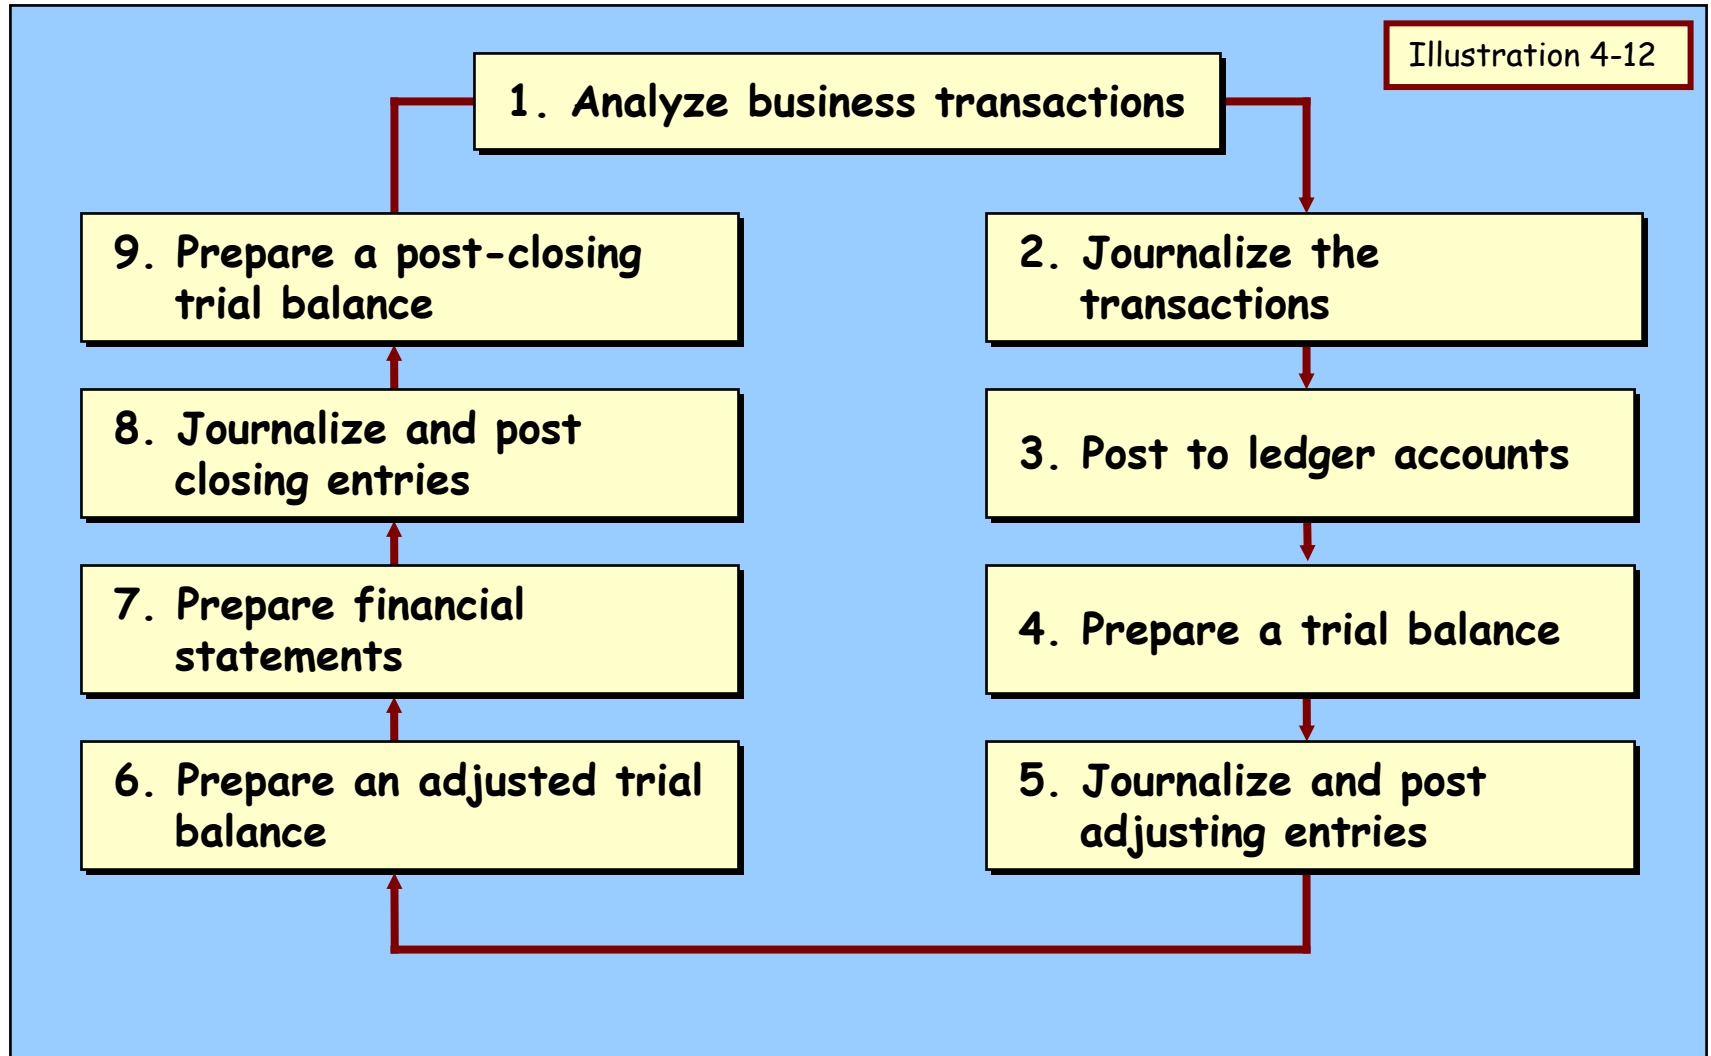 Illustration 4-12
1. Analyze business transactions
2. Journalize the
transactions
3. Post to ledger accounts
4. Prepare a trial balance
5. Journalize and post
adjusting entries
6. Prepare an adjusted trial
balance
7. Prepare financial
statements
8. Journalize and post
closing entries
9. Prepare a post-closing
trial balance